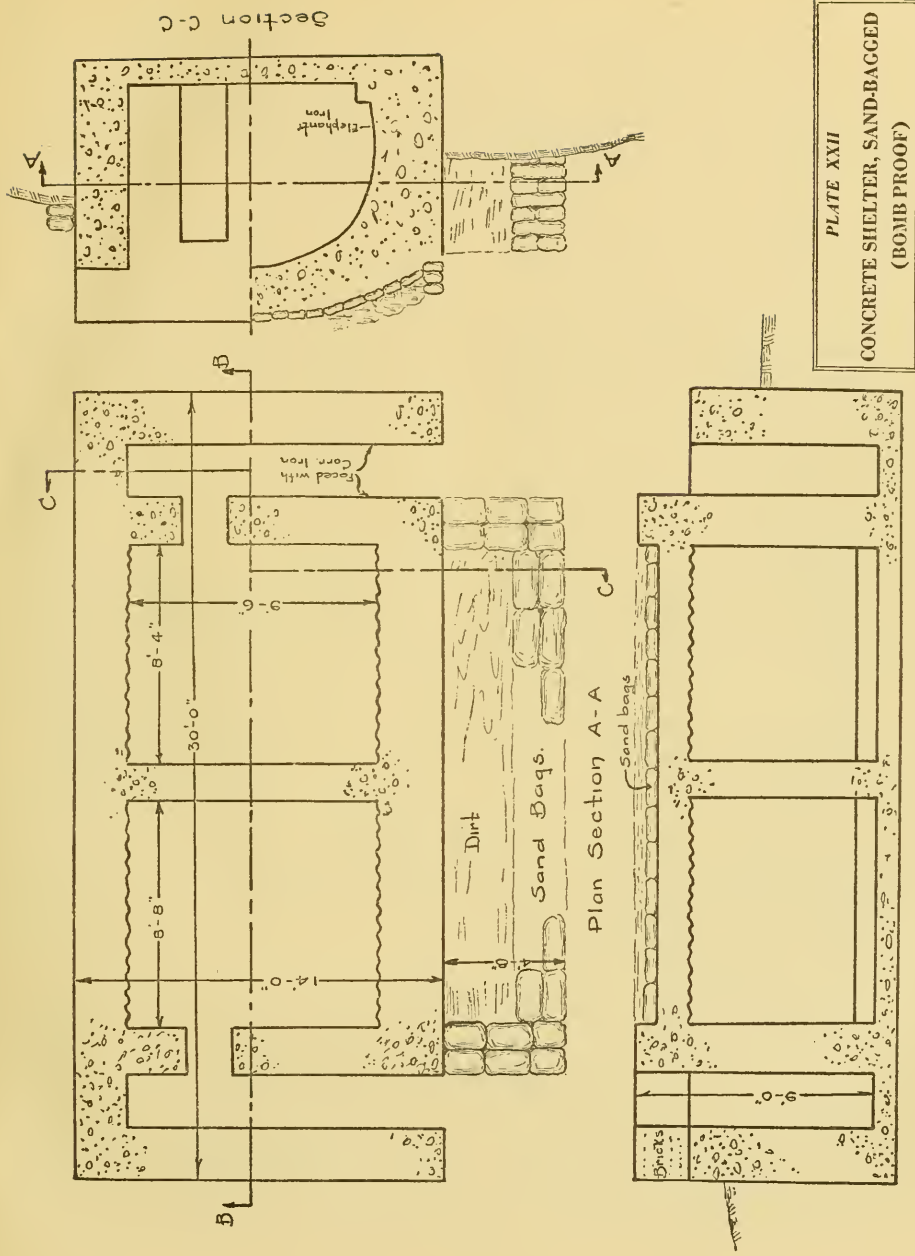 Section C-C
A
A
Elephant
Iron
B
B
C
C
Faced with
Corr. Iron
9'-6"
8'-4"
30'-0"
8'-8"
14'-0"
4'-8"
Dirt
Sand Bags.
Plan Section A-A
Sand bags
9'-0"
Bricks
PLATE XXII
CONCRETE SHELTER, SAND-BAGGED
(BOMB PROOF)